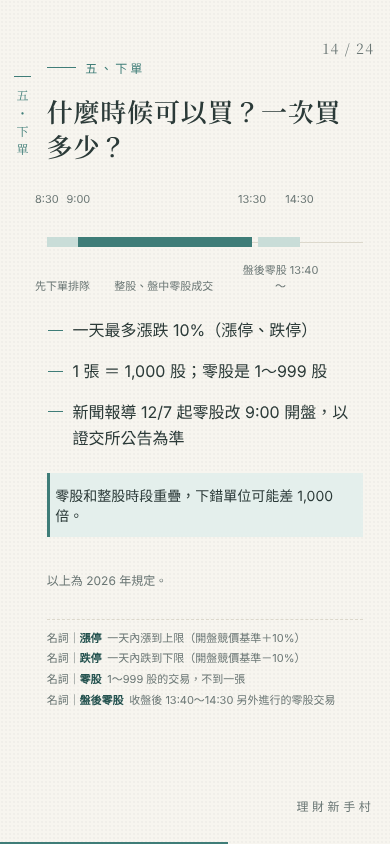 14 / 24
五、下單
五・下單
什麼時候可以買？一次買
多少？
8:30 9:00 13:30 14:30
盤後零股 13:40
～
先下單排隊 整股、盤中零股成交
一天最多漲跌 10%（漲停、跌停）
1 張 ＝ 1,000 股；零股是 1～999 股
新聞報導 12/7 起零股改 9:00 開盤，以
證交所公告為準
零股和整股時段重疊，下錯單位可能差 1,000
倍。
以上為 2026 年規定。
名詞｜漲停 一天內漲到上限（開盤競價基準＋10%）
名詞｜跌停 一天內跌到下限（開盤競價基準－10%）
名詞｜零股 1～999 股的交易，不到一張
名詞｜盤後零股 收盤後 13:40～14:30 另外進行的零股交易
理財新手村